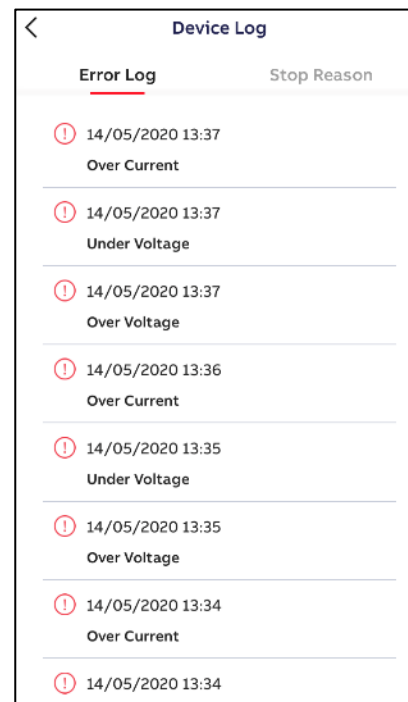 Device Log
Error Log Stop Reason
14/05/2020 13:37
Over Current
14/05/2020 13:37
Under Voltage
14/05/2020 13:37
Over Voltage
14/05/2020 13:36
Over Current
14/05/2020 13:35
Under Voltage
14/05/2020 13:35
Over Voltage
14/05/2020 13:34
Over Current
14/05/2020 13:34